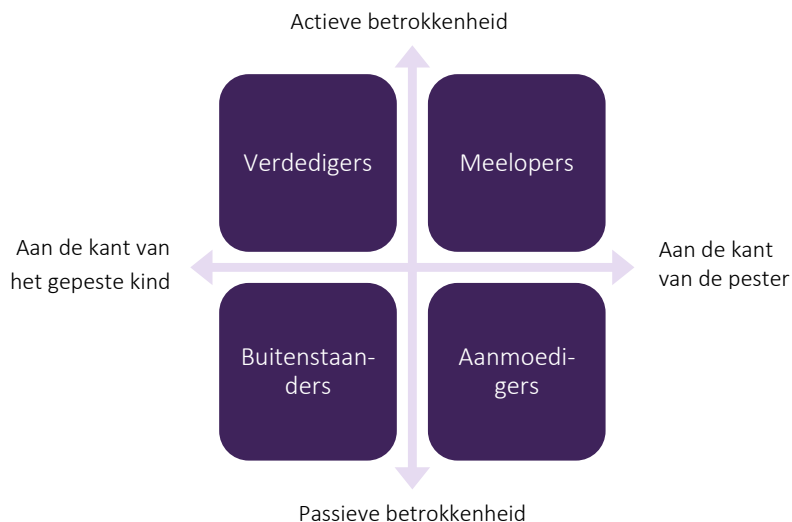 Actieve betrokkenheid
Verdedigers
Meelopers
Aan de kant van
het gepeste kind
Aan de kant
van de pester
Buitenstaan-
ders
Aanmoedi-
gers
Passieve betrokkenheid